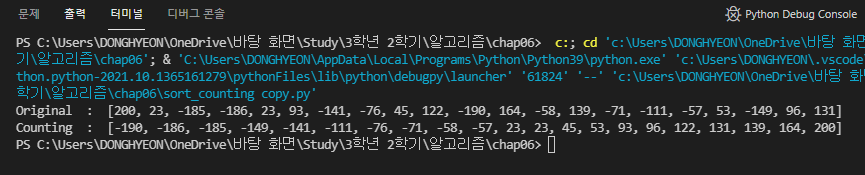 문제 출력 터미널 디버그 콘솔 Python Debug Console
PS C:\Users\DONGHYEON\OneDrive\바탕 화면\Study\3학년 2학기\알고리즘\chap06> c:; cd 'c:\Users\DONGHYEON\OneDrive\바탕 화면
기\알고리즘\chap06'; & 'C:\Users\DONGHYEON\AppData\Local\Programs\Python\Python39\python.exe' 'c:\Users\DONGHYEON\.vscode
thon.python-2021.10.1365161279\pythonFiles\lib\python\debugpy\launcher' '61824' '--' 'c:\Users\DONGHYEON\OneDrive\바탕 화면
학기\알고리즘\chap06\sort_counting copy.py'
Original : [200, 23, -185, -186, 23, 93, -141, -76, 45, 122, -190, 164, -58, 139, -71, -111, -57, 53, -149, 96, 131]
Counting : [-190, -186, -185, -149, -141, -111, -76, -71, -58, -57, 23, 23, 45, 53, 93, 96, 122, 131, 139, 164, 200]
PS C:\Users\DONGHYEON\OneDrive\바탕 화면\Study\3학년 2학기\알고리즘\chap06>